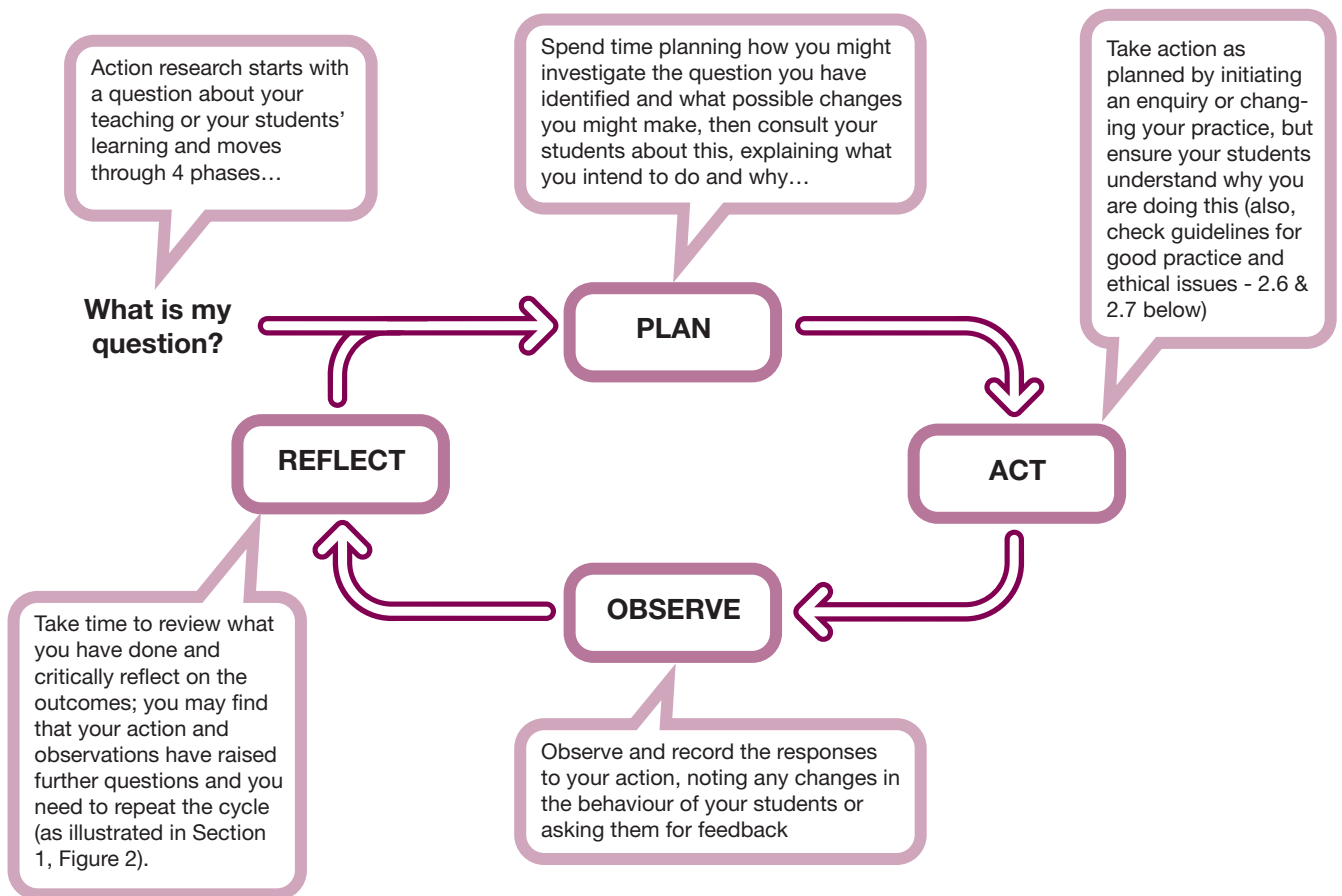 Action research starts with
a question about your
teaching or your students’
learning and moves
through 4 phases…
Spend time planning how you might
investigate the question you have
identified and what possible changes
you might make, then consult your
students about this, explaining what
you intend to do and why…
Take action as
planned by initiating
an enquiry or chang-
ing your practice, but
ensure your students
understand why you
are doing this (also,
check guidelines for
good practice and
ethical issues - 2.6 &
2.7 below)
What is my
question?
PLAN
REFLECT
ACT
OBSERVE
Take time to review what
you have done and
critically reflect on the
outcomes; you may find
that your action and
observations have raised
further questions and you
need to repeat the cycle
(as illustrated in Section
1, Figure 2).
Observe and record the responses
to your action, noting any changes in
the behaviour of your students or
asking them for feedback